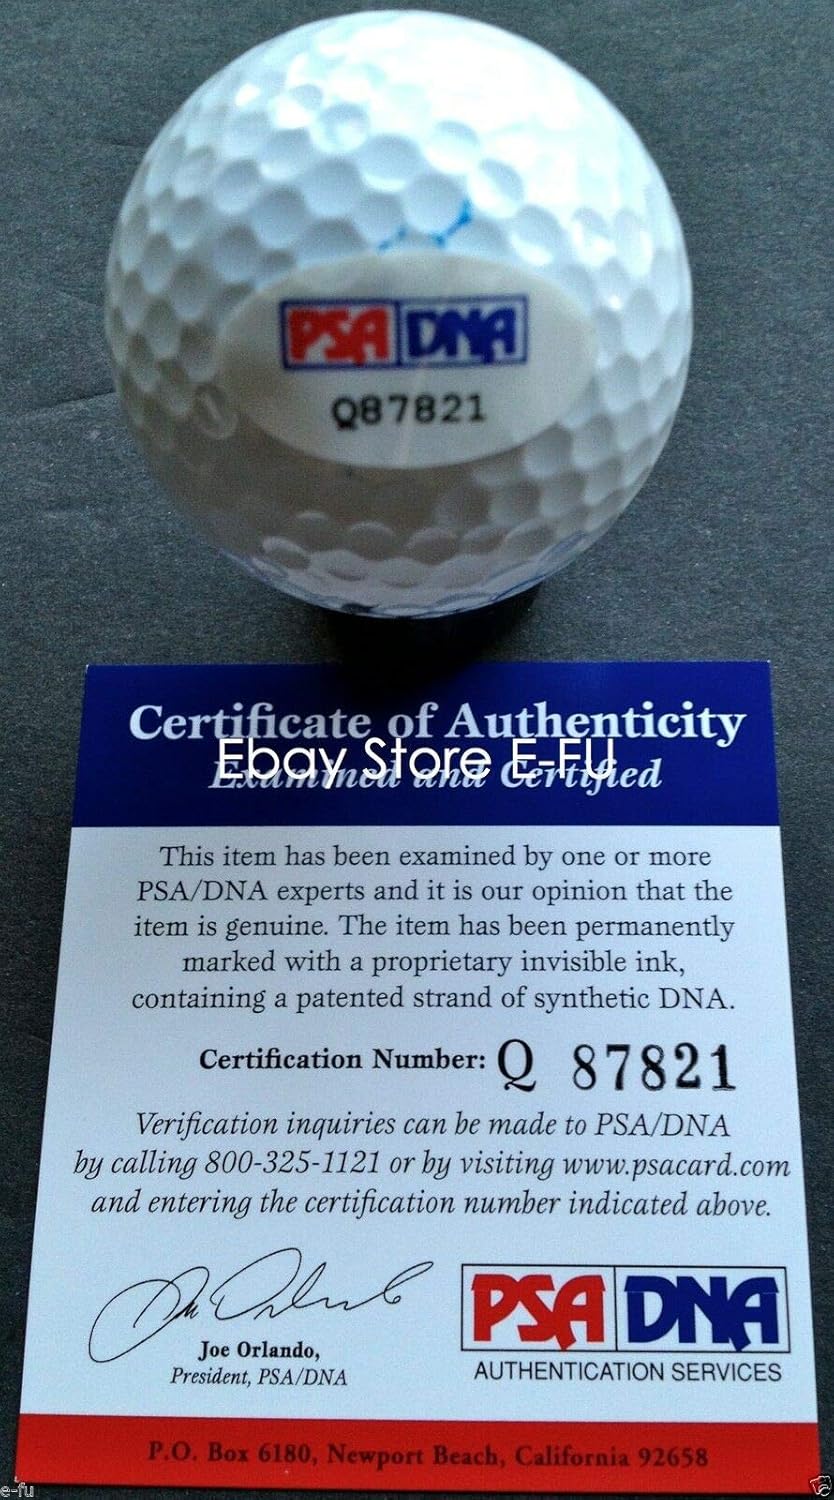 PSA DNA
Q87821
Certificate of Authenticity
Ebay Store E-FU
Examined and Certified
This item has been examined by one or more
PSA/DNA experts and it is our opinion that the
item is genuine. The item has been permanently
marked with a proprietary invisible ink,
containing a patented strand of synthetic DNA.
Certification Number: Q 87821
Verification inquiries can be made to PSA/DNA
by calling 800-325-1121 or by visiting www.psacard.com
and entering the certification number indicated above.
Joe Orlando,
President, PSA/DNA
PSA DNA
AUTHENTICATION SERVICES
P.O. Box 6180, Newport Beach, California 92658
e-fu